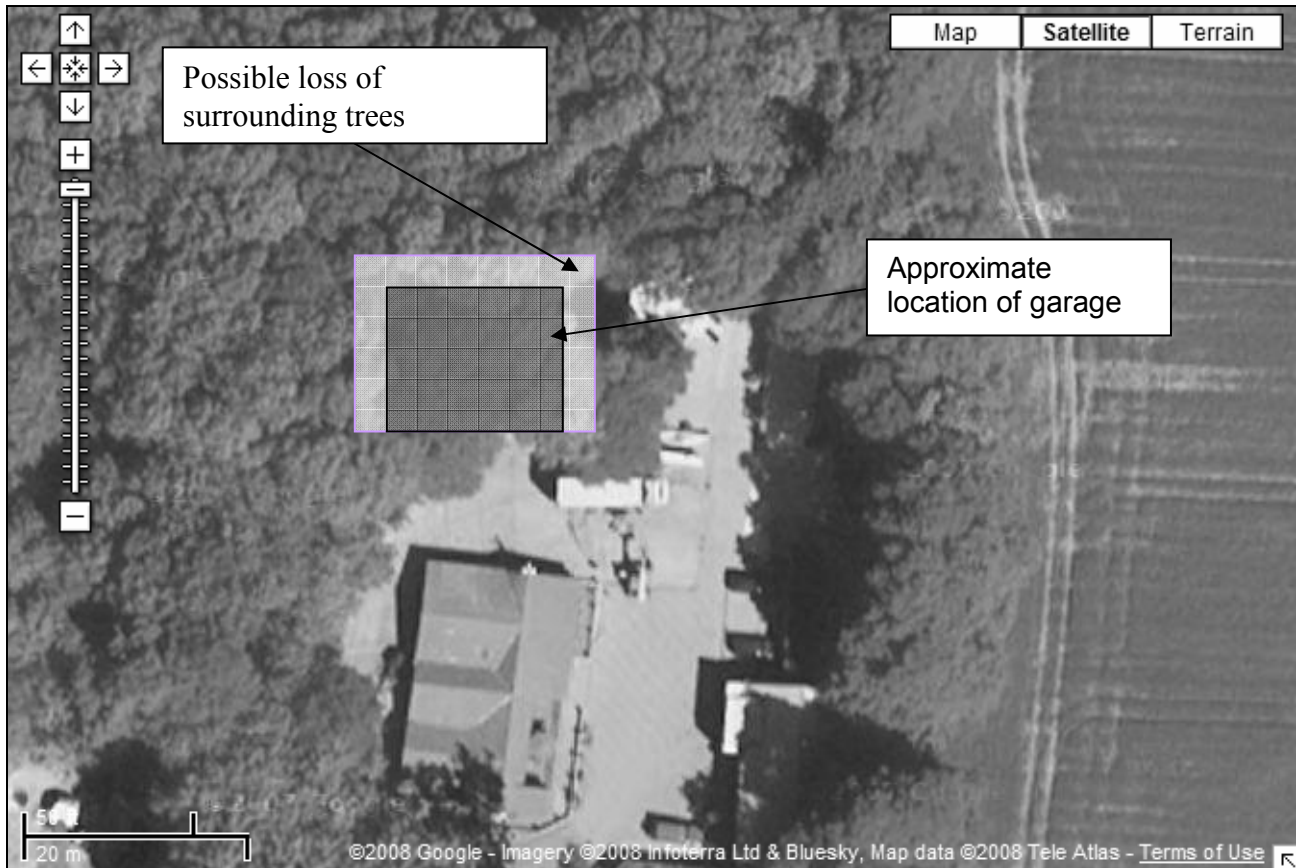 Map Satellite Terrain
Possible loss of
surrounding trees
Approximate
location of garage
50 ft
20 m
©2008 Google - Imagery ©2008 Infoterra Ltd & Bluesky, Map data ©2008 Tele Atlas - Terms of Use